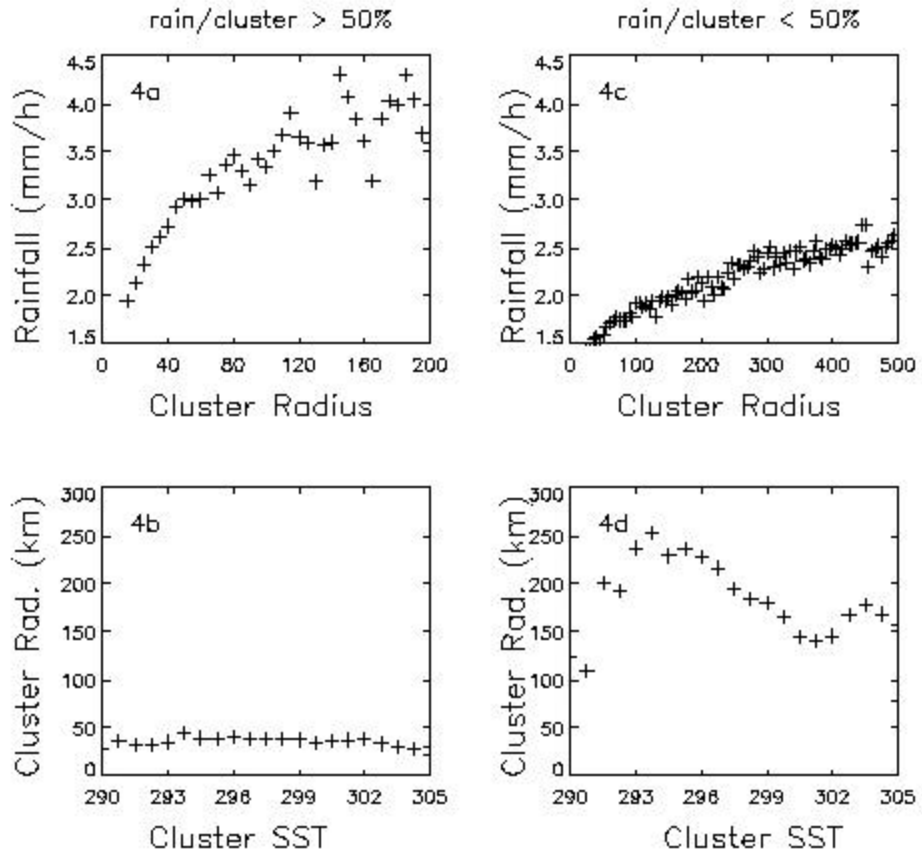 rain/cluster > 50%
4a
4.5
4.0
3.5
3.0
2.5
2.0
1.5
Rainfall (mm/h)
0 40 80 120 160 200
Cluster Radius
rain/cluster < 50%
4c
4.5
4.0
3.5
3.0
2.5
2.0
1.5
Rainfall (mm/h)
0 100 200 300 400 500
Cluster Radius
4b
300
250
200
150
100
50
0
Cluster Rad. (km)
290 293 296 299 302 305
Cluster SST
4d
300
250
200
150
100
50
0
Cluster Rad. (km)
290 293 296 299 302 305
Cluster SST